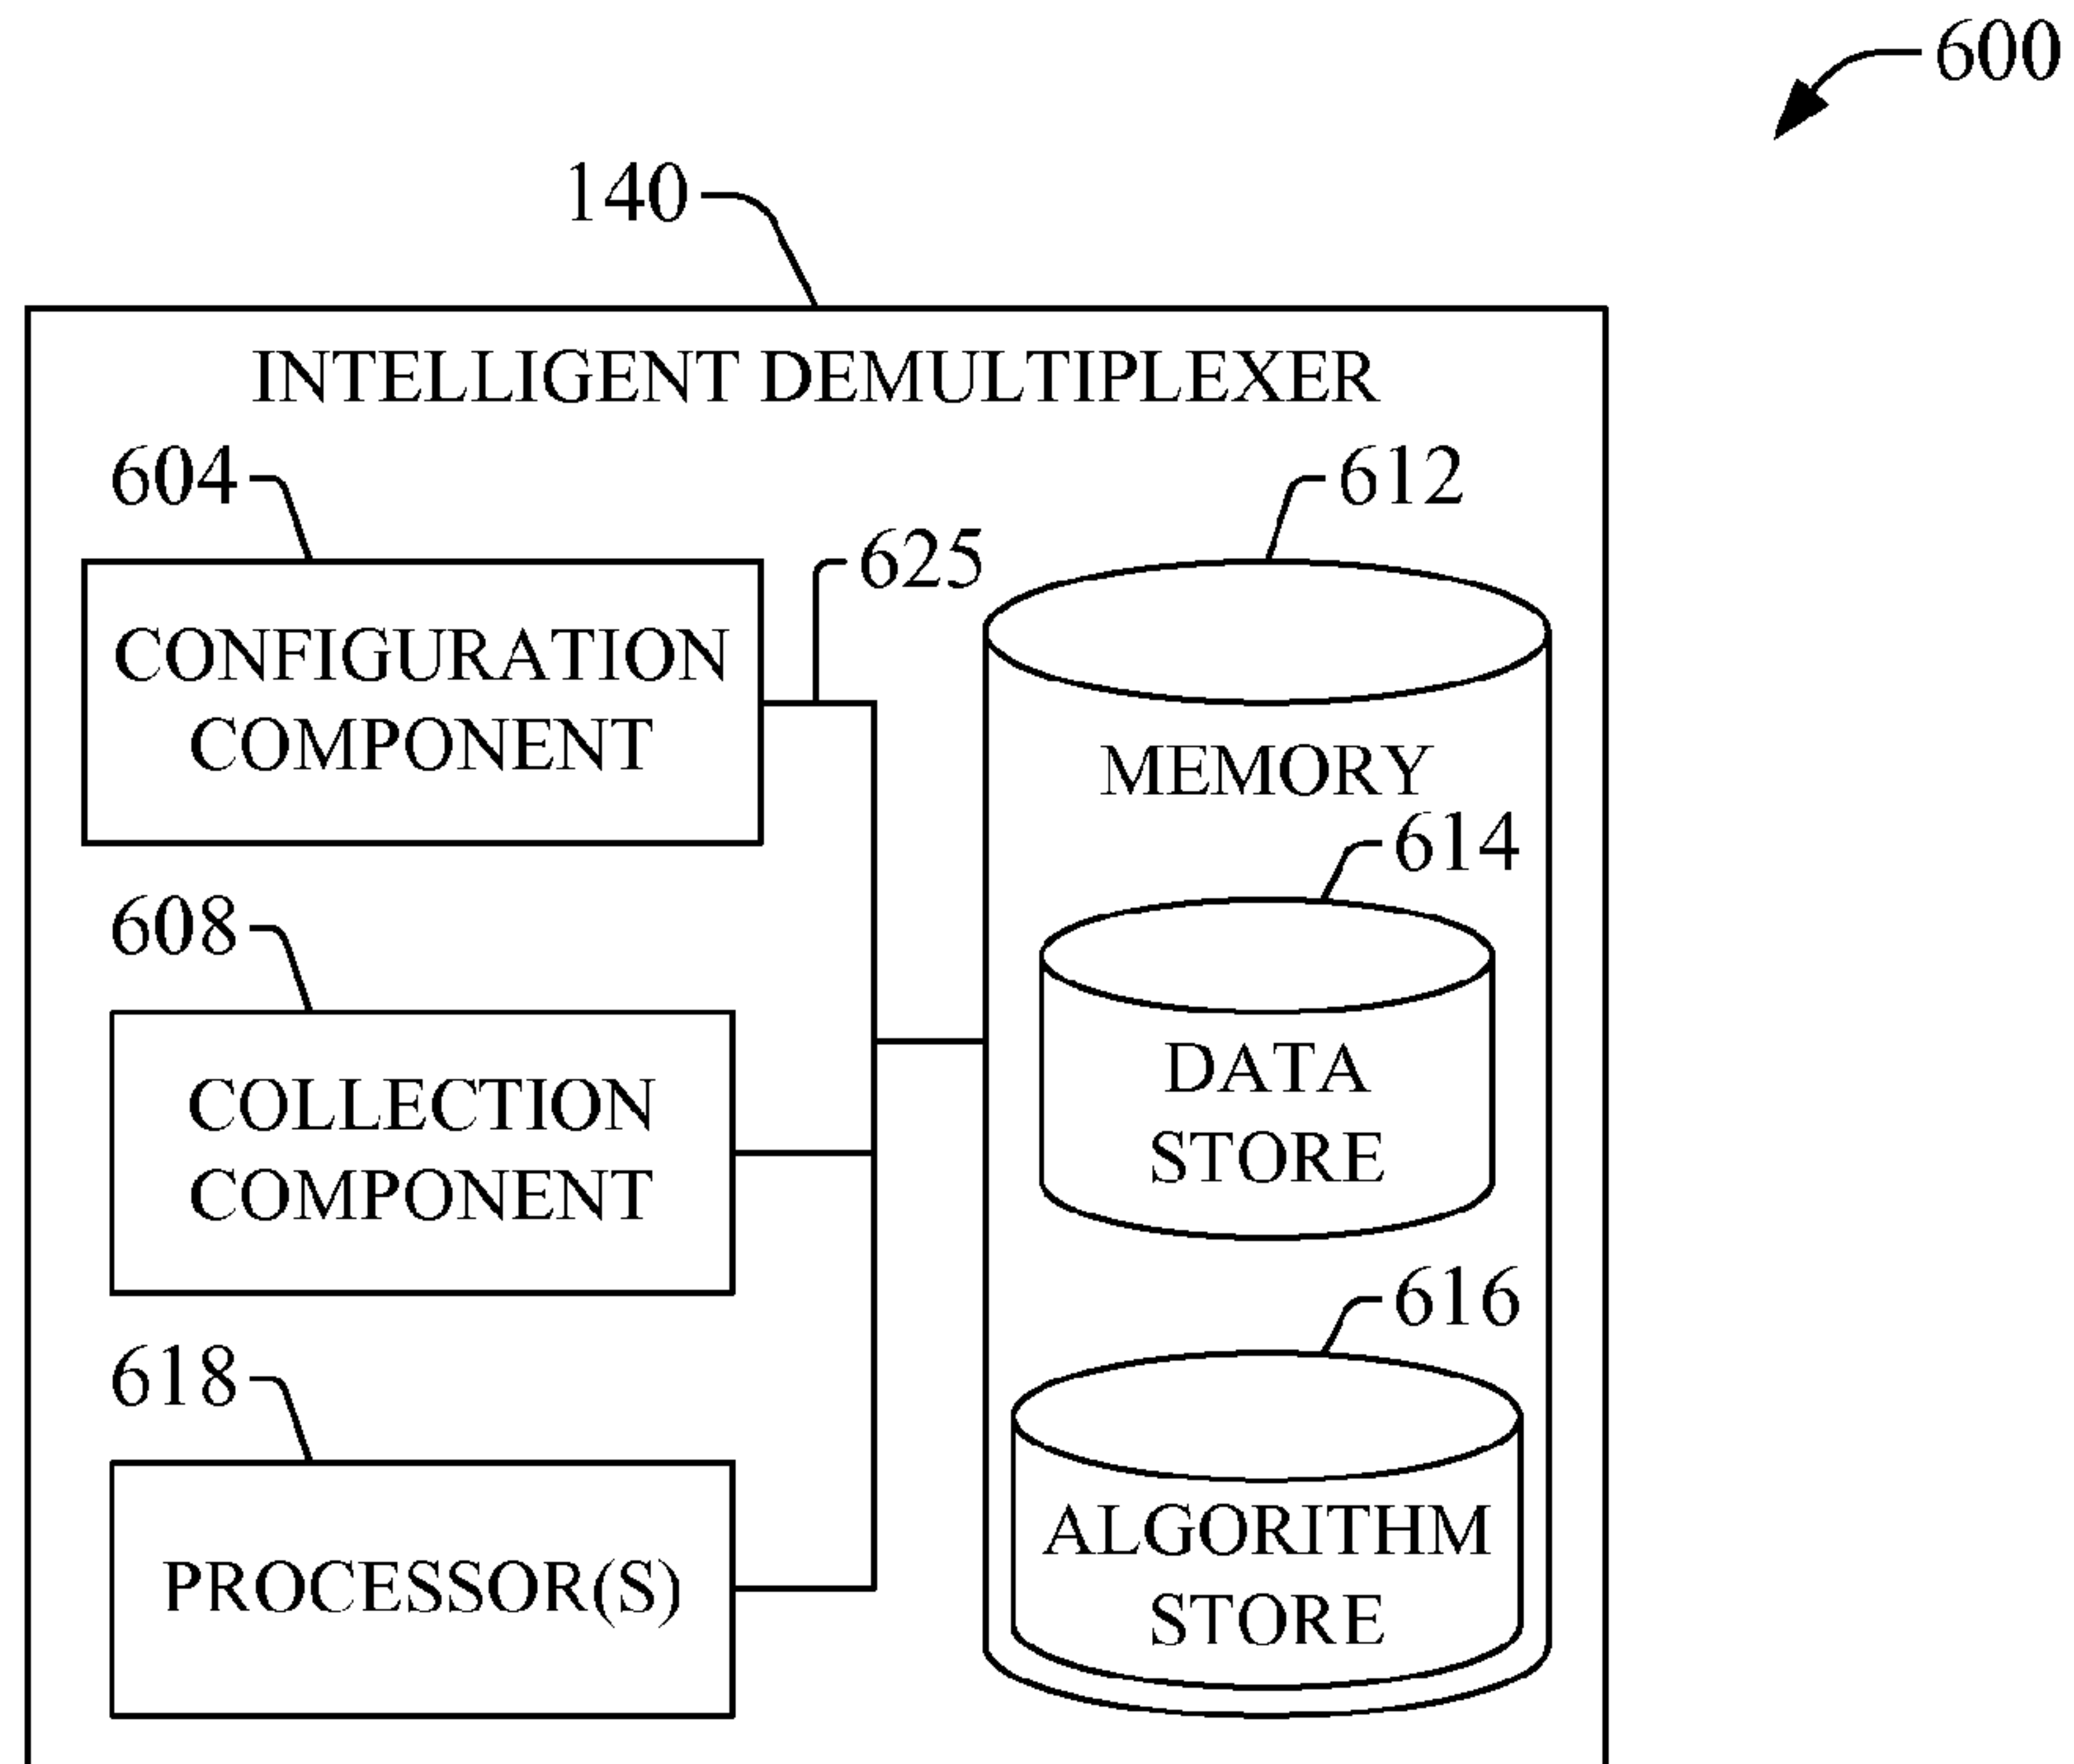 600
140
INTELLIGENT DEMULTIPLEXER
604
612
625
CONFIGURATION
COMPONENT
MEMORY
614
608
DATA
STORE
COLLECTION
COMPONENT
616
618
ALGORITHM
STORE
PROCESSOR(S)